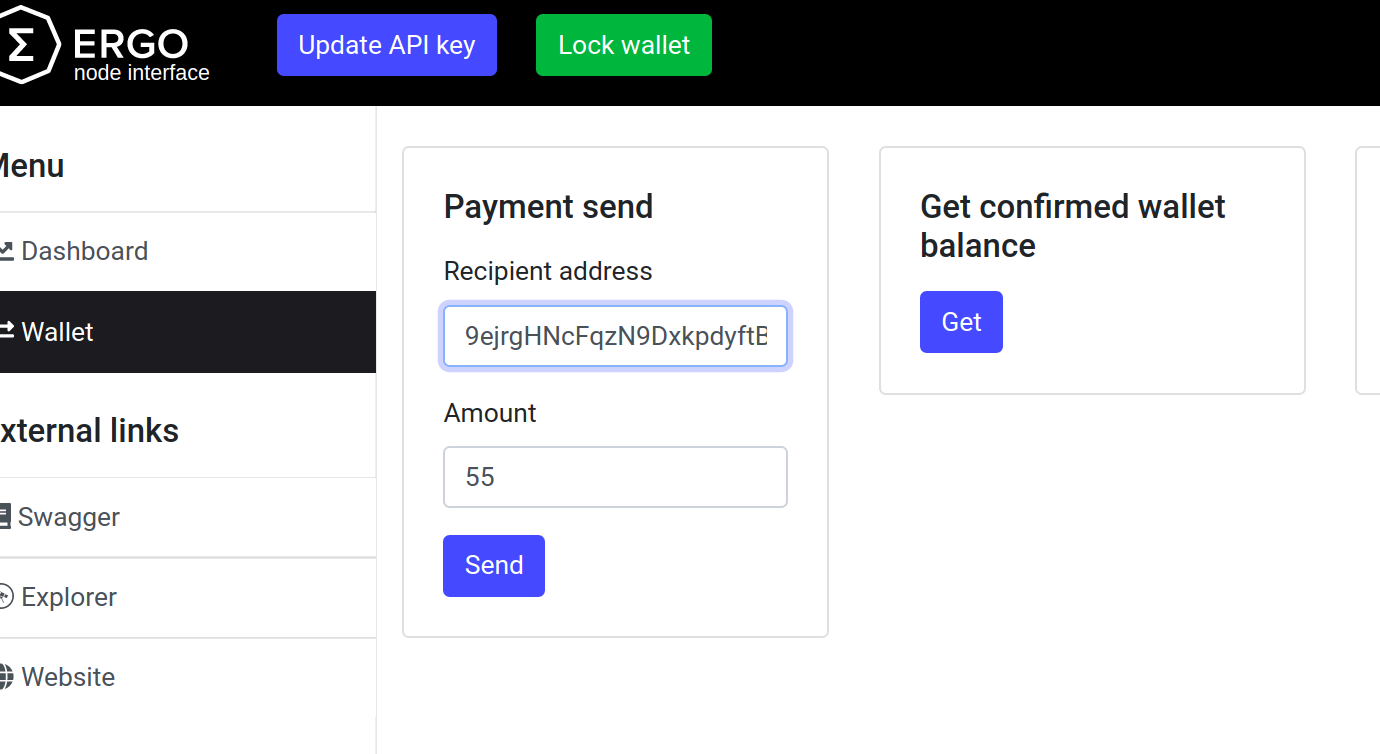 Σ ERGO
node interface
Update API key
Lock wallet
Menu
Dashboard
Wallet
xternal links
Swagger
Explorer
Website
Payment send
Recipient address
9ejrgHNcFqzN9DxkpdyftB
Amount
55
Send
Get confirmed wallet
balance
Get